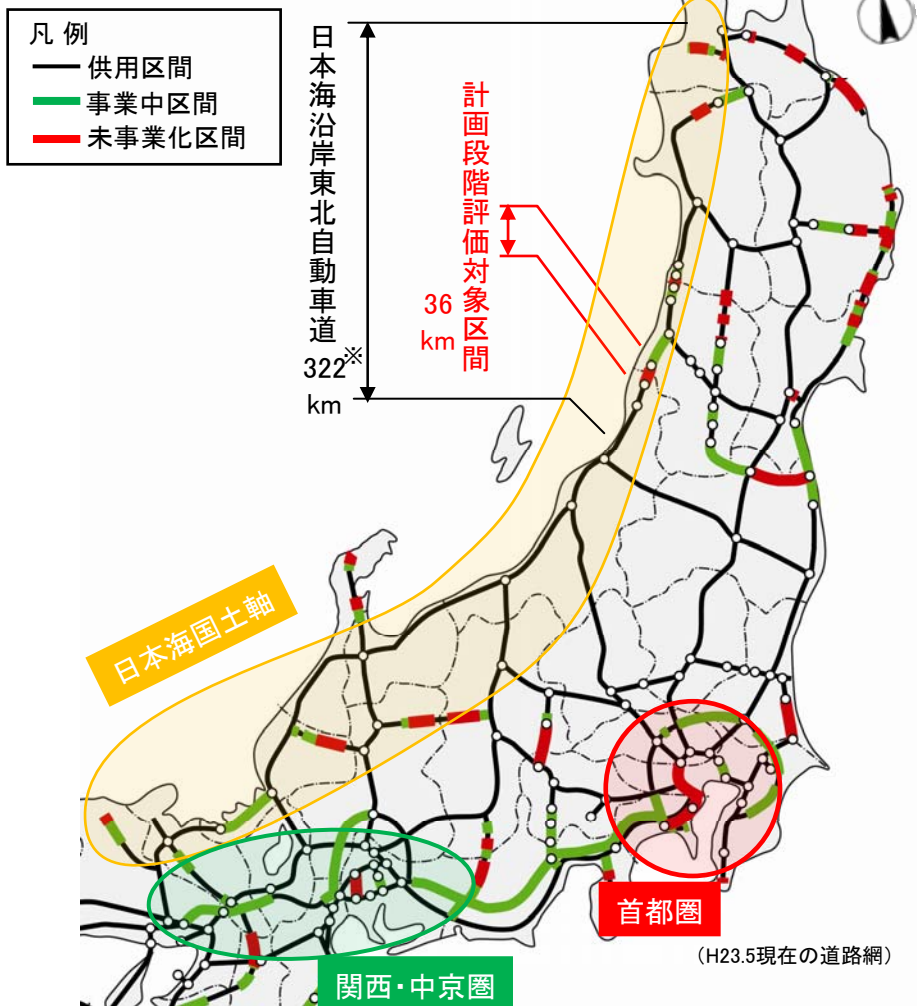 凡例
供用区間
事業中区間
未事業化区間
日本海沿岸東北自動車道
322※
km
計画段階評価対象区間
36
km
日本海国土軸
首都圏
(H23.5現在の道路網)
関西・中京圏